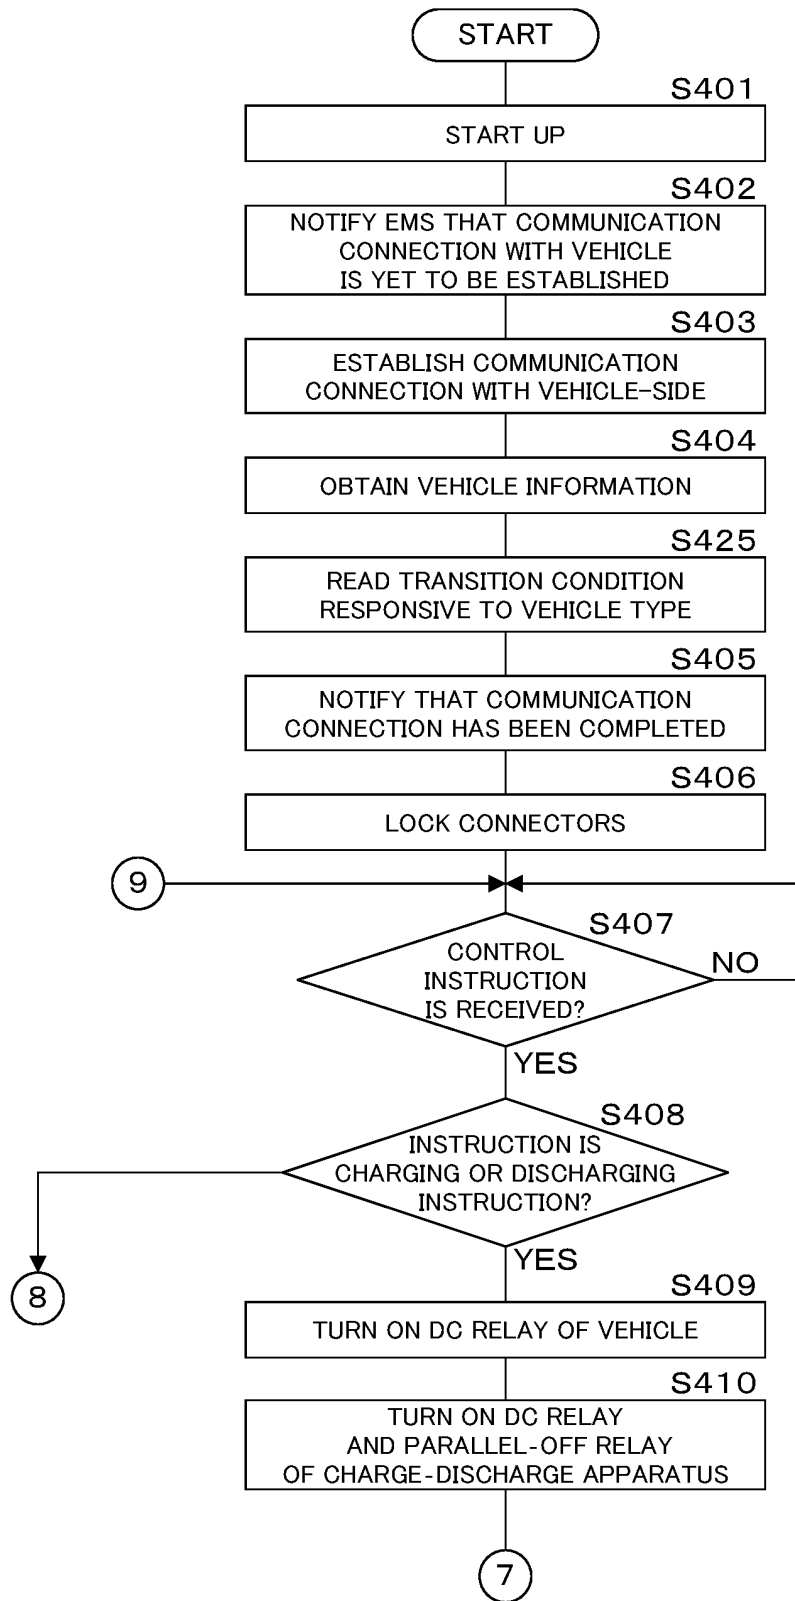 START
S401
START UP
S402
NOTIFY EMS THAT COMMUNICATION
CONNECTION WITH VEHICLE
IS YET TO BE ESTABLISHED
S403
ESTABLISH COMMUNICATION
CONNECTION WITH VEHICLE-SIDE
S404
OBTAIN VEHICLE INFORMATION
S425
READ TRANSITION CONDITION
RESPONSIVE TO VEHICLE TYPE
S405
NOTIFY THAT COMMUNICATION
CONNECTION HAS BEEN COMPLETED
S406
LOCK CONNECTORS
9
S407
CONTROL
INSTRUCTION
IS RECEIVED?
NO
YES
S408
INSTRUCTION IS
CHARGING OR DISCHARGING
INSTRUCTION?
YES
8
S409
TURN ON DC RELAY OF VEHICLE
S410
TURN ON DC RELAY
AND PARALLEL-OFF RELAY
OF CHARGE-DISCHARGE APPARATUS
7